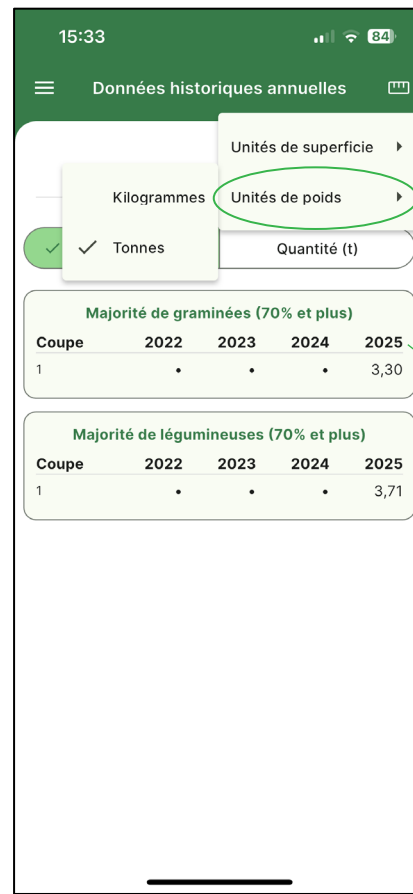 15:33
84
Données historiques annuelles
Unités de superficie
Kilogrammes
Unités de poids
Tonnes
Quantité (t)
Majorité de graminées (70% et plus)
Coupe 2022 2023 2024 2025
1 • • • 3,30
Majorité de légumineuses (70% et plus)
Coupe 2022 2023 2024 2025
1 • • • 3,71